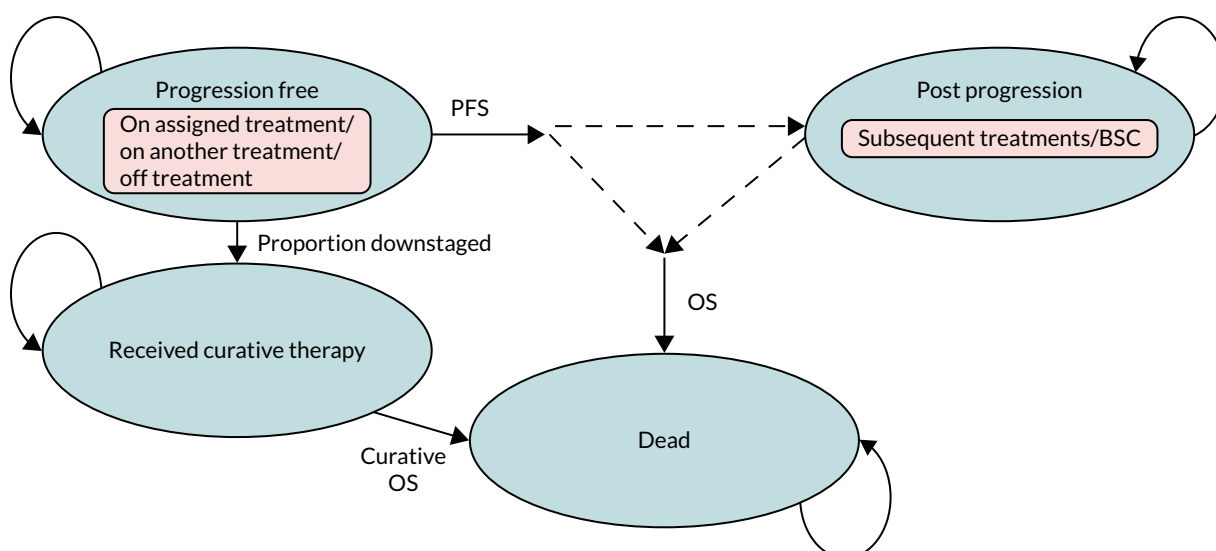 Progression free
On assigned treatment/
on another treatment/
off treatment
PFS
Post progression
Subsequent treatments/BSC
Proportion downstaged
Received curative therapy
OS
Curative
OS
Dead